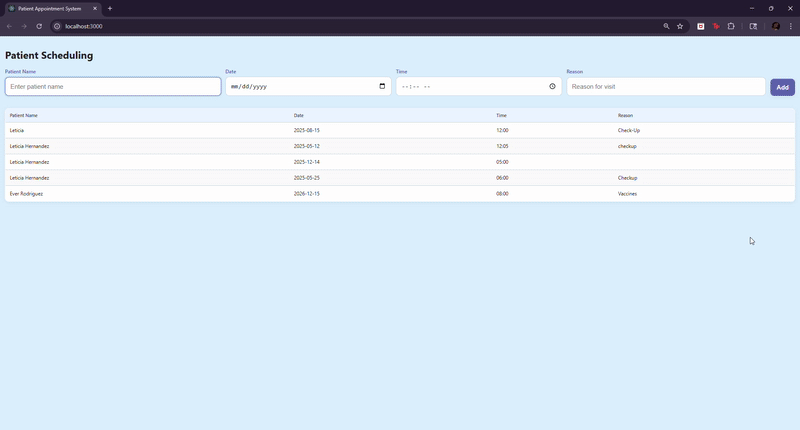 Patient Appointment System
localhost:3000
Patient Scheduling
Patient Name Date Time Reason
Enter patient name mm/dd/yyyy --:-- -- Reason for visit Add
Patient Name Date Time Reason
Leticia 2025-08-15 12:00 Check-Up
Leticia Hernandez 2025-05-12 12:05 checkup
Leticia Hernandez 2025-12-14 05:00
Leticia Hernandez 2025-05-25 06:00 Checkup
Ever Rodriguez 2026-12-15 08:00 Vaccines